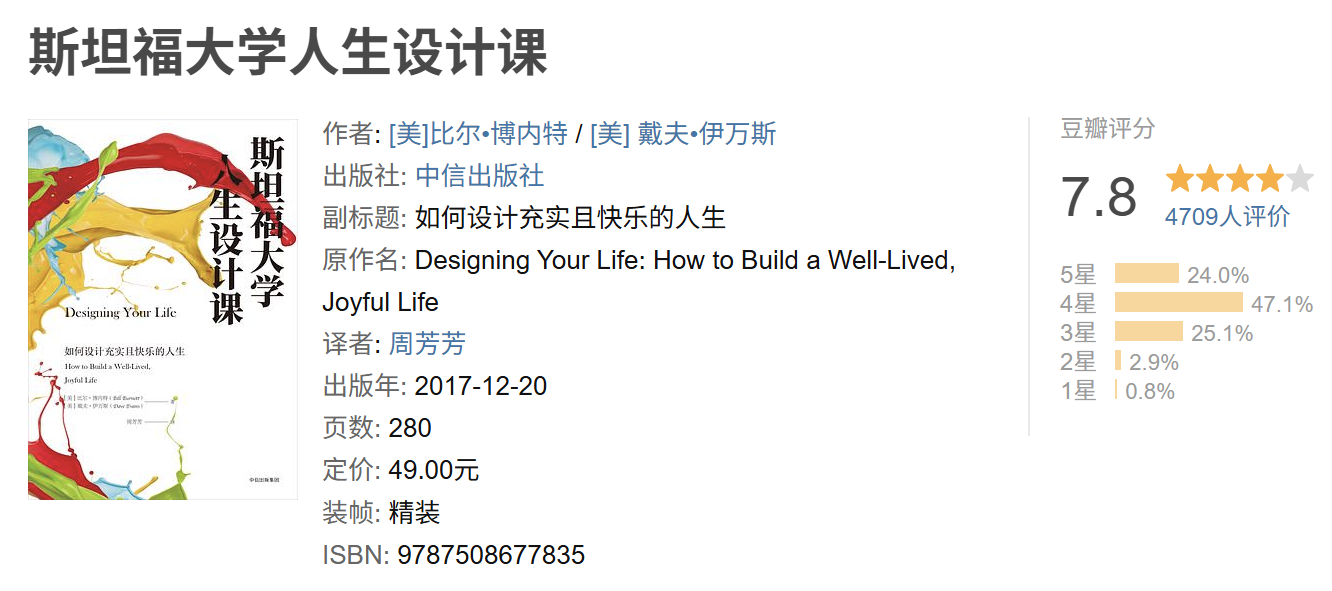 斯坦福大学人生设计课
斯坦福大学
人生设计课
Designing Your Life
如何设计充实且快乐的人生
How to Build a Well-Lived,
Joyful Life
[美]比尔·博内特（Bill Burnett）
[美]戴夫·伊万斯（Dave Evans）
周芳芳
中信出版集团
作者: [美]比尔•博内特 / [美] 戴夫•伊万斯
出版社: 中信出版社
副标题: 如何设计充实且快乐的人生
原作名: Designing Your Life: How to Build a Well-Lived,
Joyful Life
译者: 周芳芳
出版年: 2017-12-20
页数: 280
定价: 49.00元
装帧: 精装
ISBN: 9787508677835
豆瓣评分
7.8
4709人评价
5星 24.0%
4星 47.1%
3星 25.1%
2星 2.9%
1星 0.8%